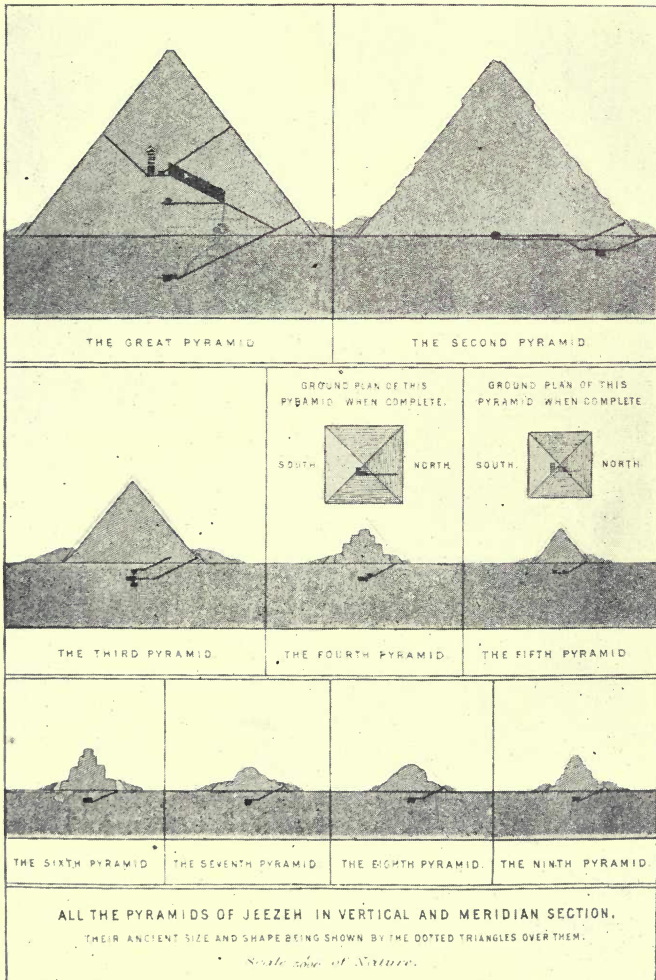 THE GREAT PYRAMID
THE SECOND PYRAMID.
GROUND PLAN OF THIS
PYRAMID WHEN COMPLETE.
SOUTH. NORTH.
GROUND PLAN OF THIS
PYRAMID WHEN COMPLETE
SOUTH. NORTH.
THE THIRD PYRAMID.
THE FOURTH PYRAMID.
THE FIFTH PYRAMID.
THE SIXTH PYRAMID
THE SEVENTH PYRAMID.
THE EIGHTH PYRAMID.
THE NINTH PYRAMID.
ALL THE PYRAMIDS OF JEEZEH IN VERTICAL AND MERIDIAN SECTION,
THEIR ANCIENT SIZE AND SHAPE BEING SHOWN BY THE DOTTED TRIANGLES OVER THEM.
Scale of Nature.